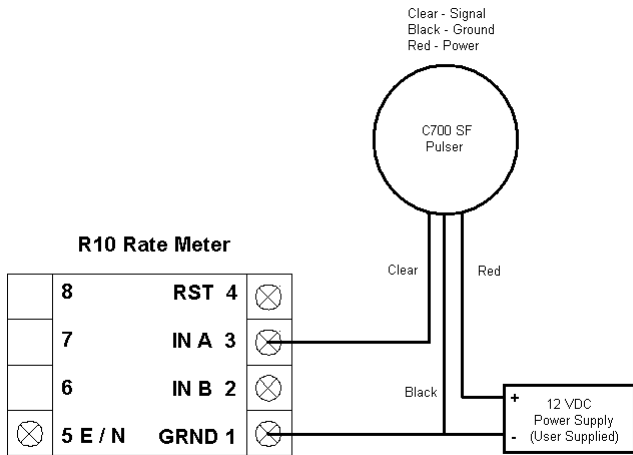 Clear - Signal
Black - Ground
Red - Power
C700 SF
Pulser
R10 Rate Meter
Clear
Red
8 RST 4
7 IN A 3
6 IN B 2
Black
5 E / N GRND 1
+
-
12 VDC
Power Supply
(User Supplied)